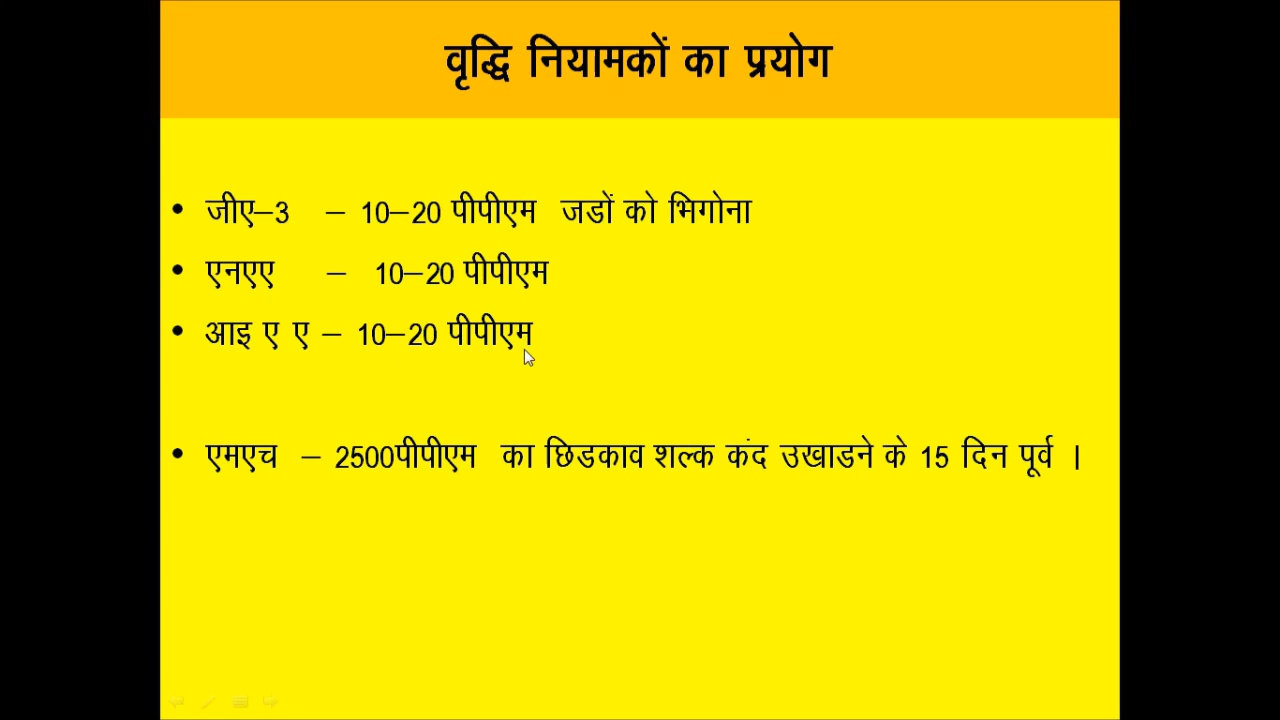 वृद्धि नियामकों का प्रयोग
• जीए–3 – 10–20 पीपीएम जडों को भिगोना
• एनएए – 10–20 पीपीएम
• आइ ए ए – 10–20 पीपीएम
• एमएच – 2500पीपीएम का छिडकाव शल्क कंद उखाडने के 15 दिन पूर्व ।